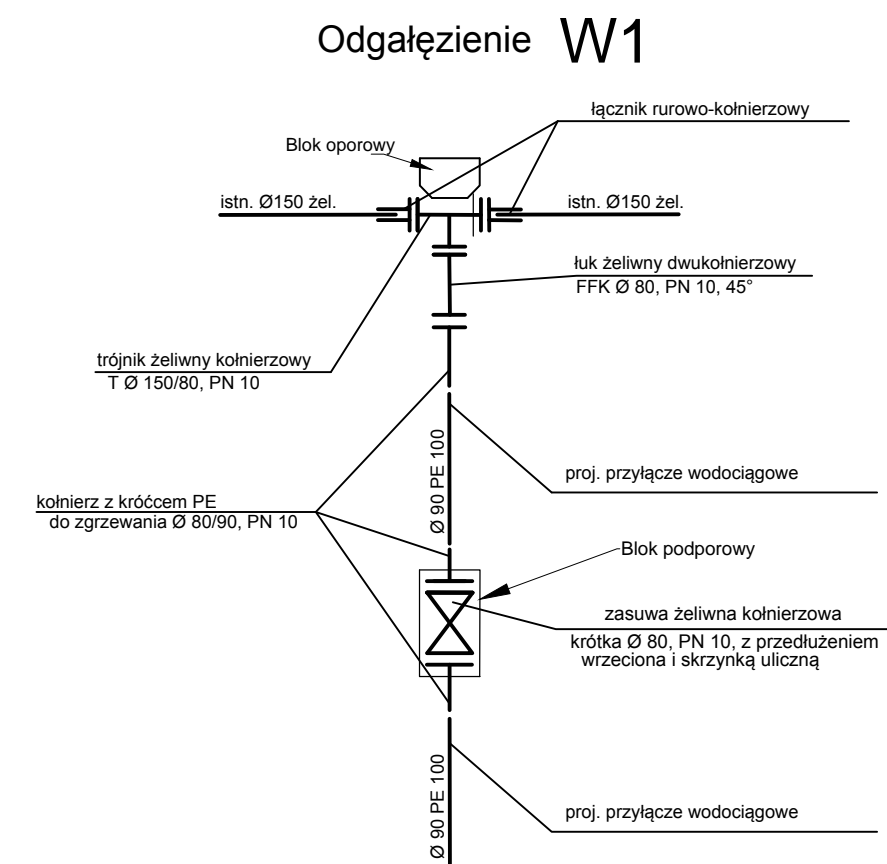 Odgałęzienie W1
łącznik rurowo-kołnierzowy
Blok oporowy
istn. Ø150 żel.
istn. Ø150 żel.
łuk żeliwny dwukołnierzowy
FFK Ø 80, PN 10, 45°
trójnik żeliwny kołnierzowy
T Ø 150/80, PN 10
Ø 90 PE 100
proj. przyłącze wodociągowe
kołnierz z króćcem PE
do zgrzewania Ø 80/90, PN 10
Blok podporowy
zasuwa żeliwna kołnierzowa
krótka Ø 80, PN 10, z przedłużeniem
wrzeciona i skrzynką uliczną
Ø 90 PE 100
proj. przyłącze wodociągowe